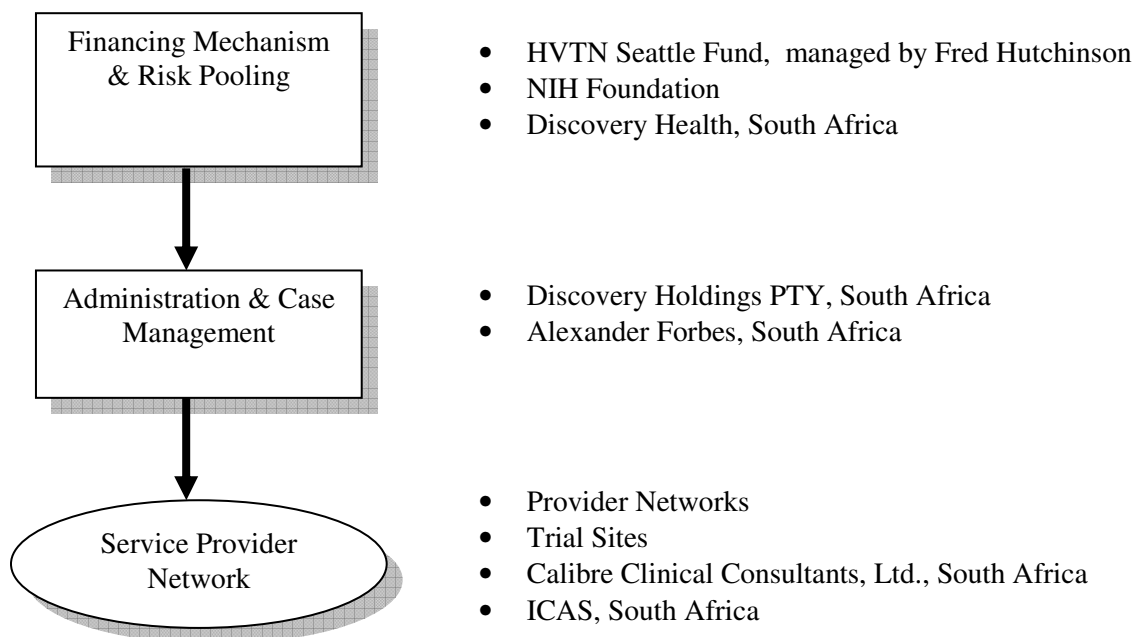 Financing Mechanism
& Risk Pooling
• HVTN Seattle Fund, managed by Fred Hutchinson
• NIH Foundation
• Discovery Health, South Africa
Administration & Case
Management
• Discovery Holdings PTY, South Africa
• Alexander Forbes, South Africa
Service Provider
Network
• Provider Networks
• Trial Sites
• Calibre Clinical Consultants, Ltd., South Africa
• ICAS, South Africa